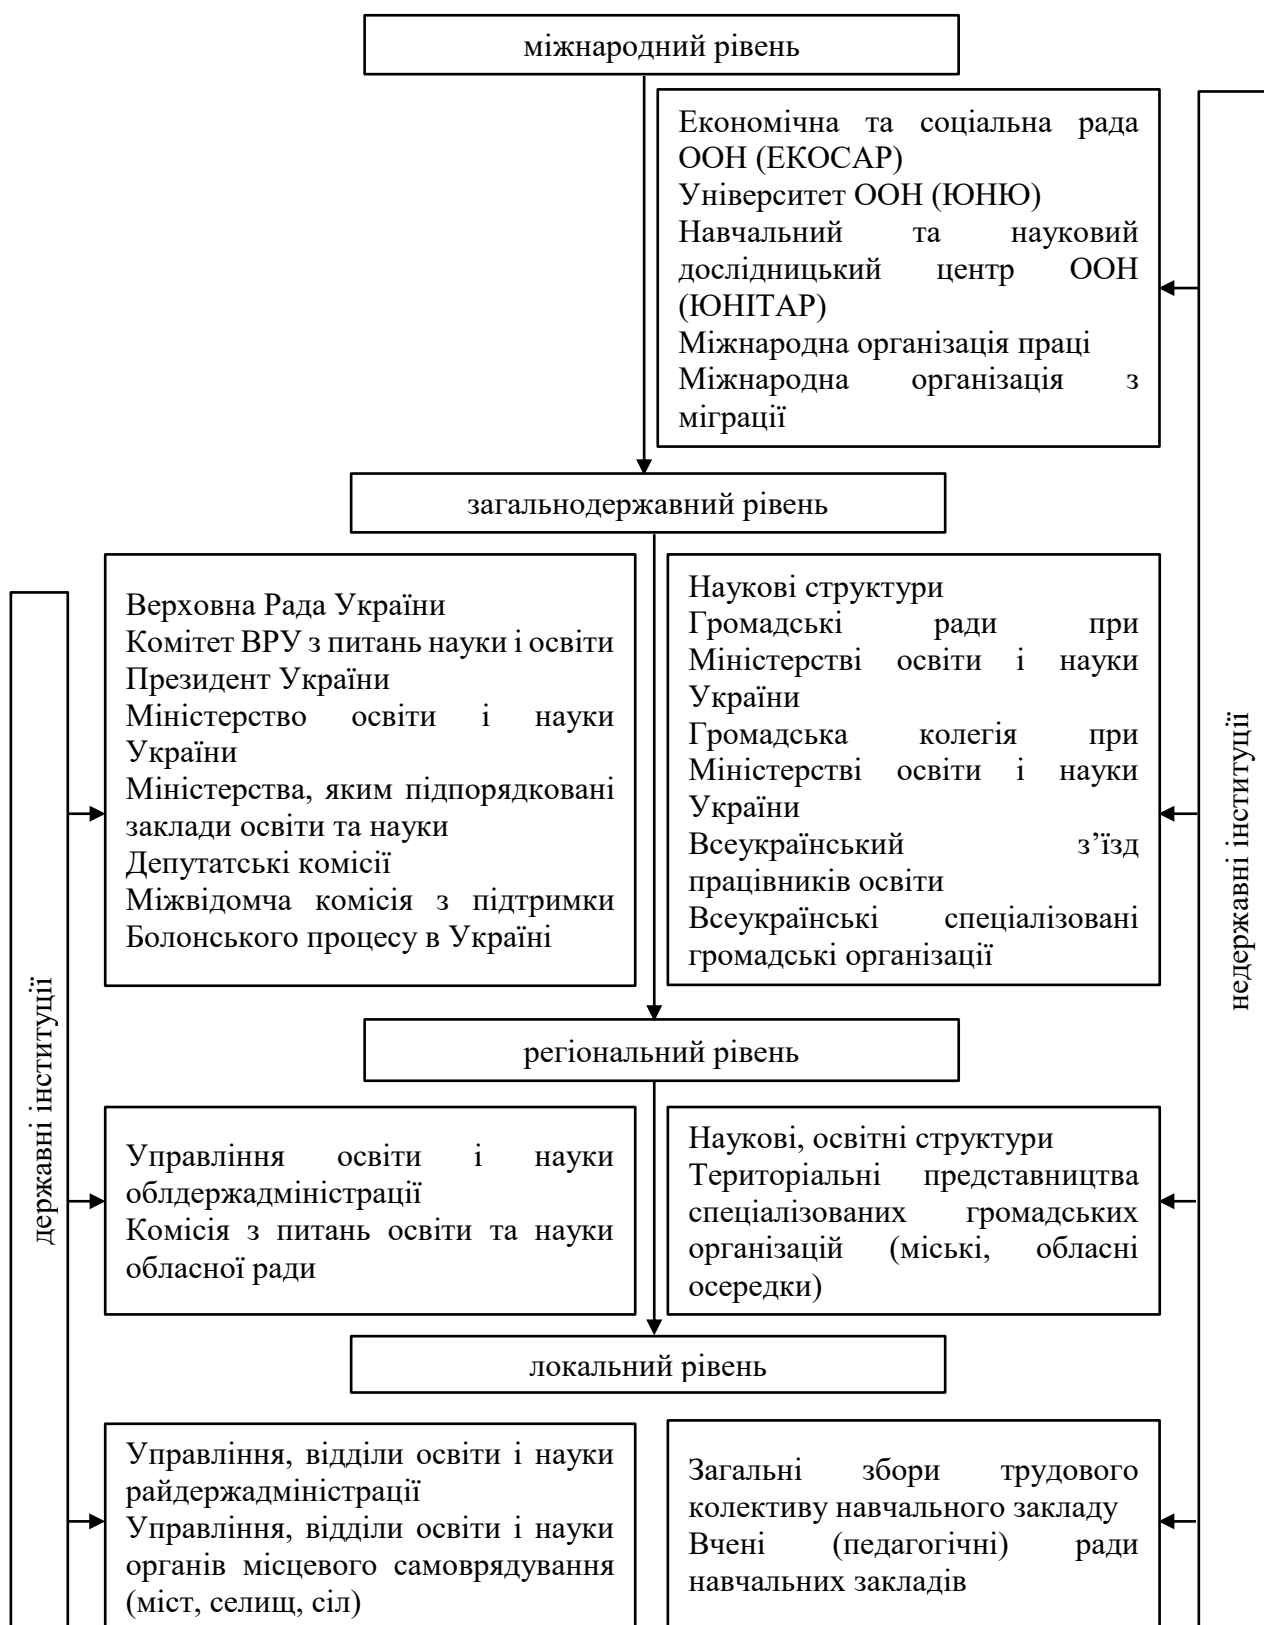 міжнародний рівень
Економічна та соціальна рада
ООН (ЕКОСАР)
Університет ООН (ЮНЮ)
Навчальний та науковий
дослідницький центр ООН
(ЮНІТАР)
Міжнародна організація праці
Міжнародна організація з
міграції
загальнодержавний рівень
Верховна Рада України
Комітет ВРУ з питань науки і освіти
Президент України
Міністерство освіти і науки
України
Міністерства, яким підпорядковані
заклади освіти та науки
Депутатські комісії
Міжвідомча комісія з підтримки
Болонського процесу в Україні
Наукові структури
Громадські ради при
Міністерстві освіти і науки
України
Громадська колегія при
Міністерстві освіти і науки
України
Всеукраїнський з’їзд
працівників освіти
Всеукраїнські спеціалізовані
громадські організації
регіональний рівень
Управління освіти і науки
облдержадміністрації
Комісія з питань освіти та науки
обласної ради
Наукові, освітні структури
Територіальні представництва
спеціалізованих громадських
організацій (міські, обласні
осередки)
локальний рівень
Управління, відділи освіти і науки
райдержадміністрації
Управління, відділи освіти і науки
органів місцевого самоврядування
(міст, селищ, сіл)
Загальні збори трудового
колективу навчального закладу
Вчені (педагогічні) ради
навчальних закладів
державні інституції
недержавні інституції